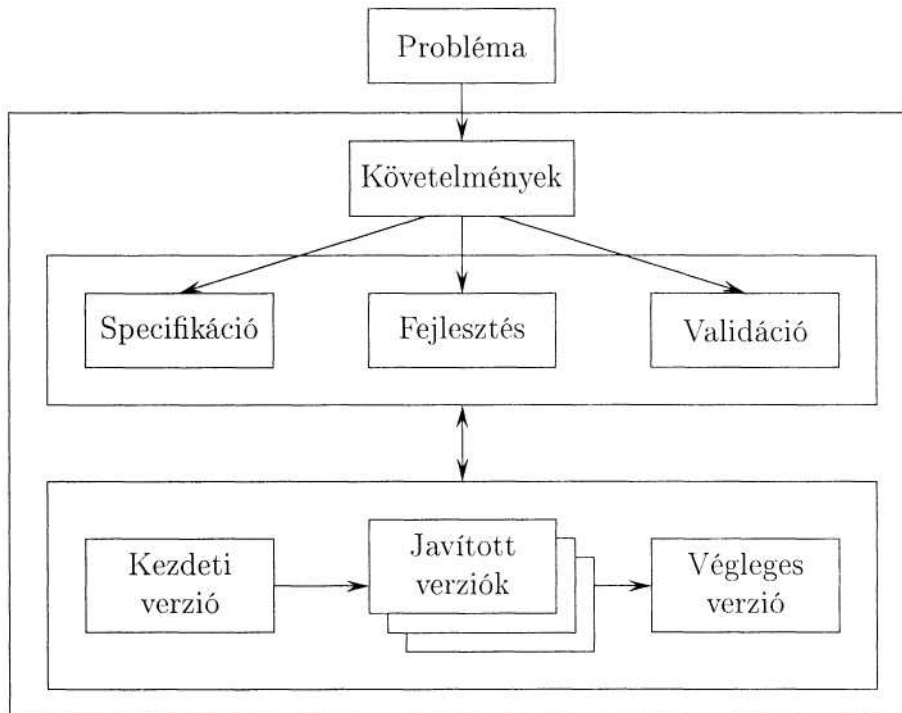 Probléma
Követelmények
Specifikáció
Fejlesztés
Validáció
Kezdeti
verzió
Javított
verziók
Végleges
verzió